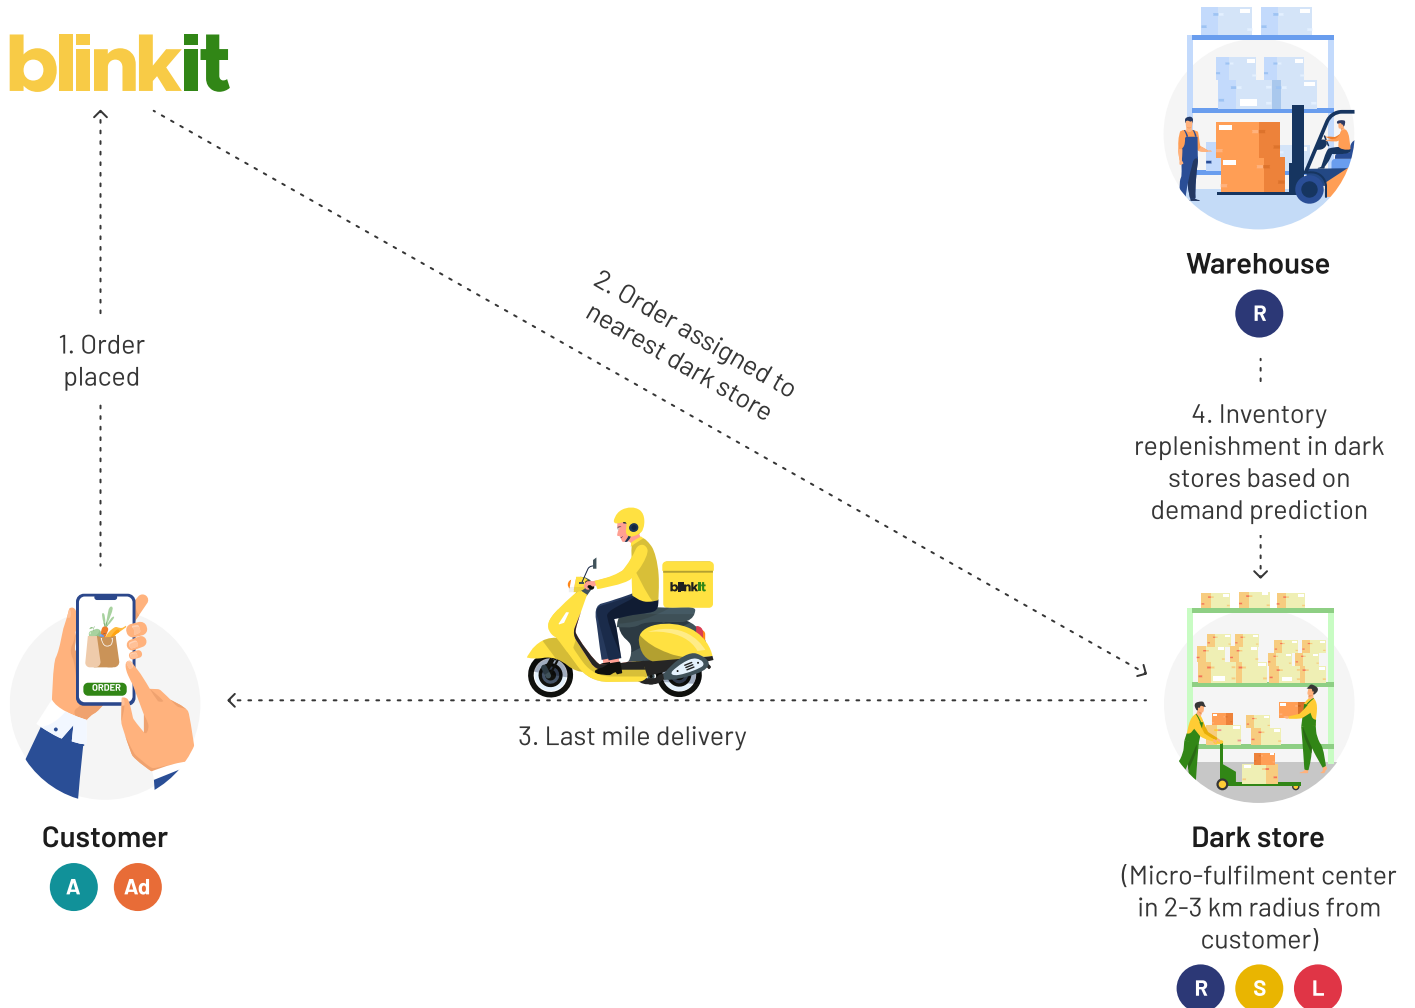 blinkit
Warehouse
R
2. Order assigned to
nearest dark store
1. Order
placed
4. Inventory
replenishment in dark
stores based on
demand prediction
blinkit
ORDER
3. Last mile delivery
Customer
A Ad
Dark store
(Micro-fulfilment center
in 2-3 km radius from
customer)
R S L